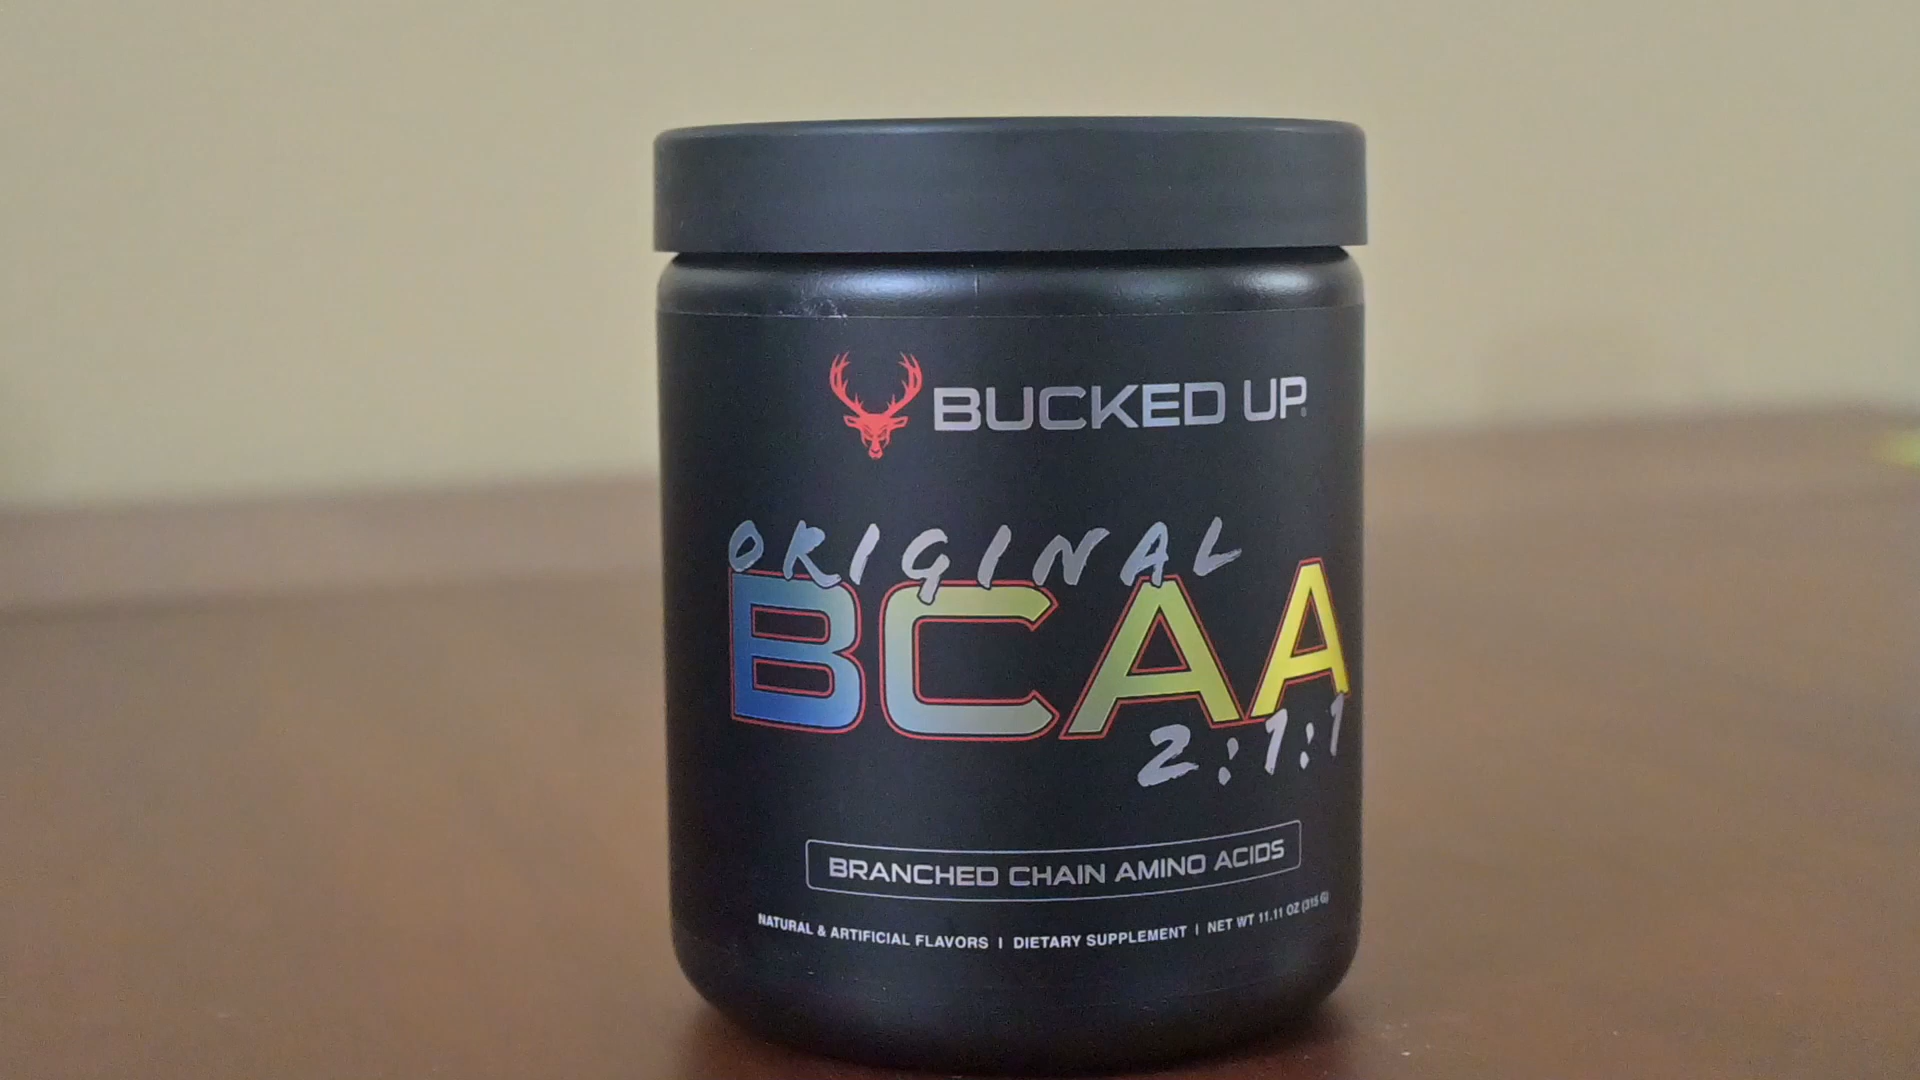 BUCKED UP®
ORIGINAL
BCAA
2:1:1
BRANCHED CHAIN AMINO ACIDS
NATURAL & ARTIFICIAL FLAVORS | DIETARY SUPPLEMENT | NET WT 11.11 OZ (315 G)